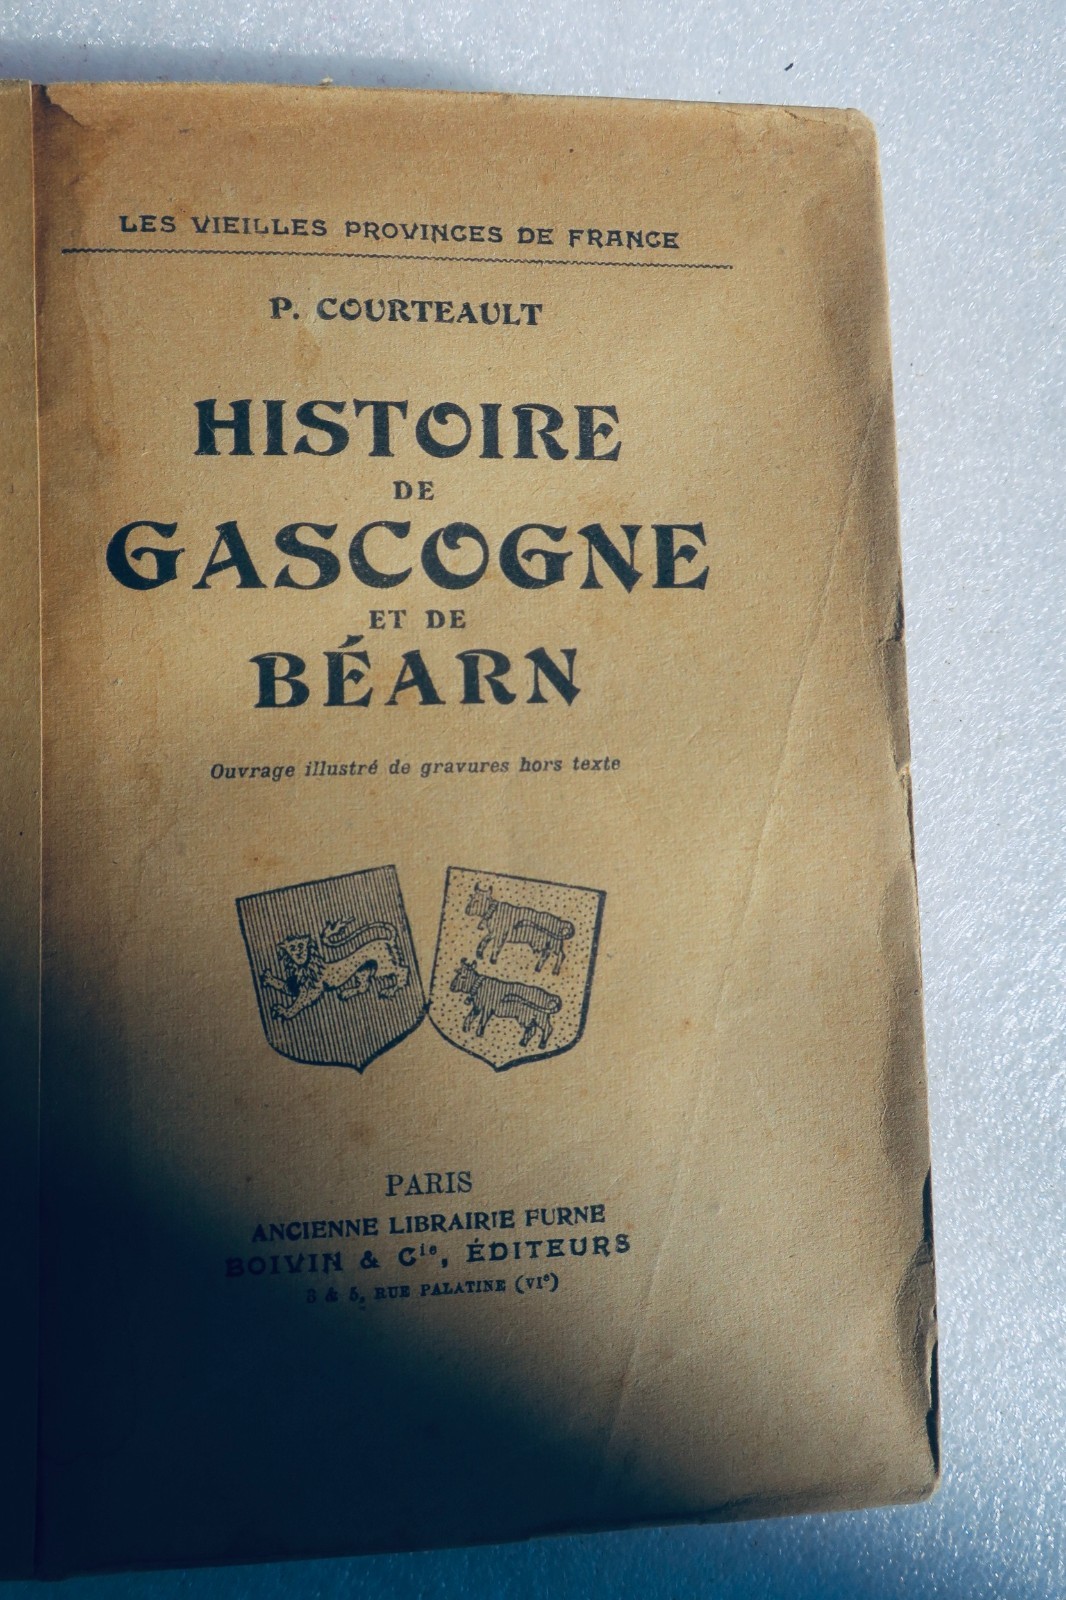 LES VIEILLES PROVINCES DE FRANCE
P. COURTEAULT
HISTOIRE
DE
GASCOGNE
ET DE
BÉARN
Ouvrage illustré de gravures hors texte
PARIS
ANCIENNE LIBRAIRIE FURNE
BOIVIN & Cie, ÉDITEURS
3 & 5, RUE PALATINE (VIe)